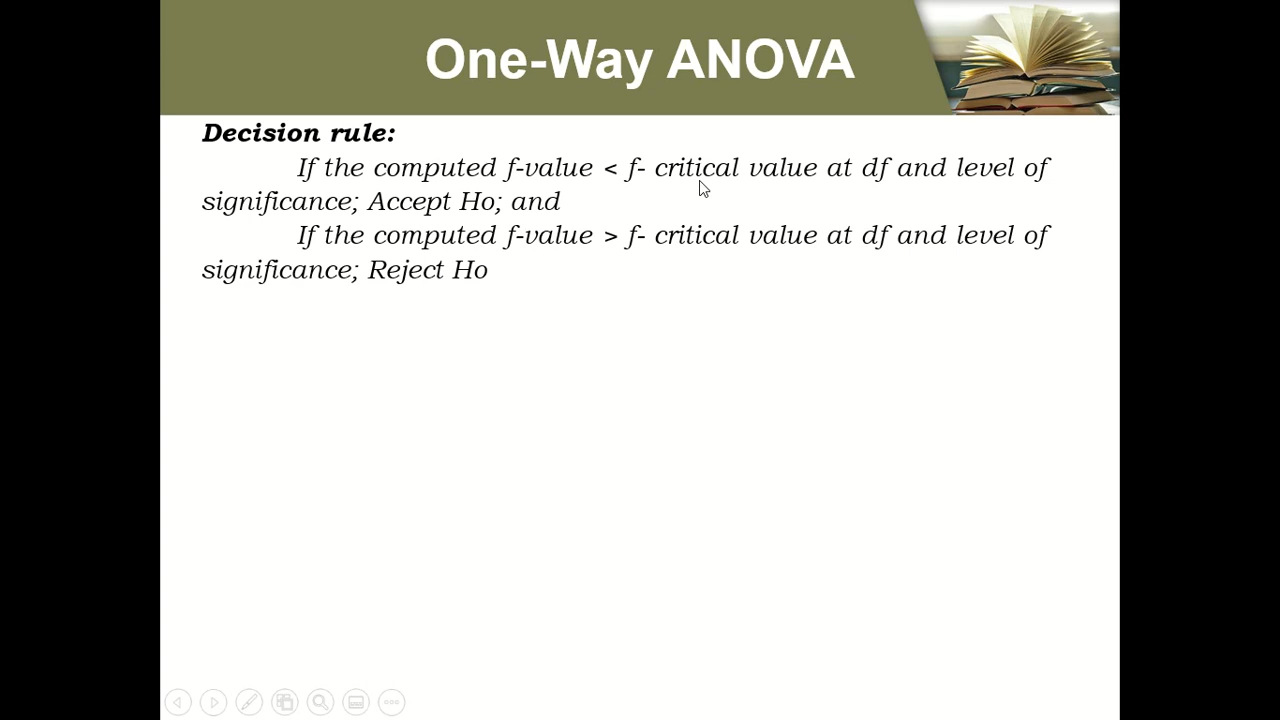 One-Way ANOVA
Decision rule:
If the computed f-value < f- critical value at df and level of
significance; Accept Ho; and
If the computed f-value > f- critical value at df and level of
significance; Reject Ho